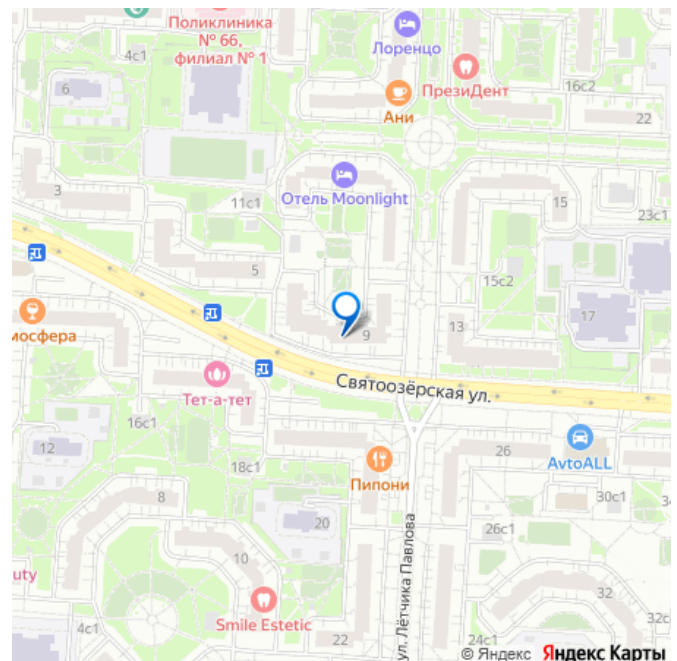 Поликлиника
№ 66,
филиал № 1
4с1
Лоренцо
ПрезиДент
6
16с2
Ани
22
Отель Moonlight
3
11с1
15
23с1
5
15с2
17
9
13
мосфера
Святоозёрская ул.
Тет-а-тет
16с1
26
AvtoALL
12
18с1
Пипони
30с1
8
20
26с1
ул. Лётчика Павлова
10
uty
32
32с
Smile Estetic
4с1
22
24с1
© Яндекс Яндекс Карты